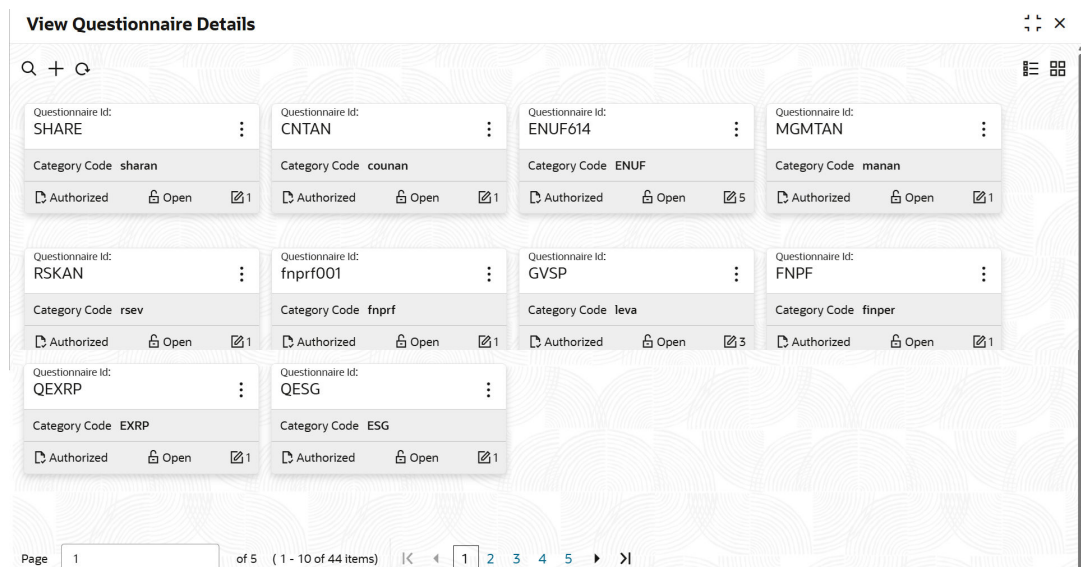 View Questionnaire Details
Questionnaire Id: Questionnaire Id: Questionnaire Id: Questionnaire Id:
SHARE CNTAN ENUF614 MGMTAN
Category Code sharan Category Code counan Category Code ENUF Category Code manan
Authorized Open 1 Authorized Open 1 Authorized Open 5 Authorized Open 1
Questionnaire Id: Questionnaire Id: Questionnaire Id: Questionnaire Id:
RSKAN fnprf001 GVSP FNPF
Category Code rsev Category Code fnprf Category Code leva Category Code finper
Authorized Open 1 Authorized Open 1 Authorized Open 3 Authorized Open 1
Questionnaire Id: Questionnaire Id:
QEXRP QESG
Category Code EXRP Category Code ESG
Authorized Open 1 Authorized Open 1
Page 1 of 5 ( 1 - 10 of 44 items) 1 2 3 4 5